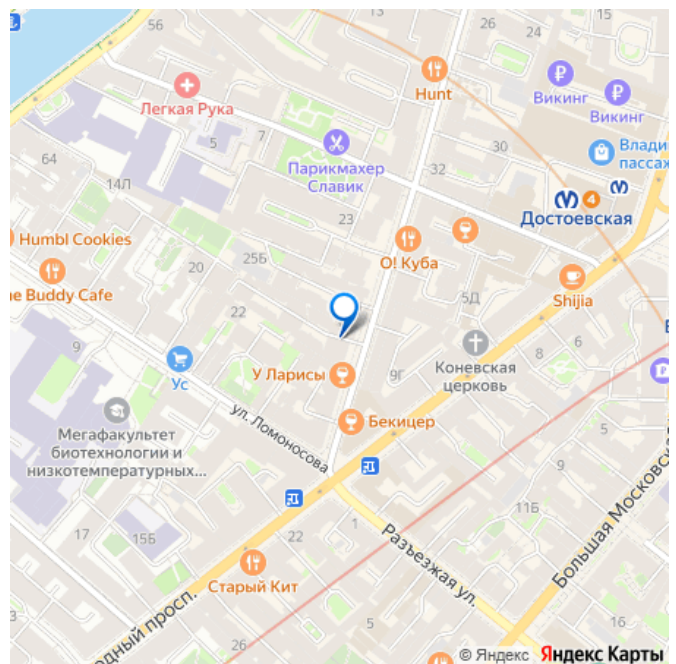 56
53
26
15
Hunt
Викинг
Викинг
Легкая Рука
5
7
30
Влади
пассаж
Парикмахер
Славик
64
14Л
32
4
Достоевская
23
Humbl Cookies
О! Куба
25Б
20
e Buddy Cafe
5Д
Shijia
22
Коневская
церковь
8
6
Ус
У Ларисы
9Г
Бекицер
ул. Ломоносова
Мегафакультет
биотехнологии и
низкотемпературных...
5
9
Большая Московская
11Б
17
15Б
22
1
Разъезжая ул.
Старый Кит
одный просп.
5
16
26
© Яндекс Яндекс Карты